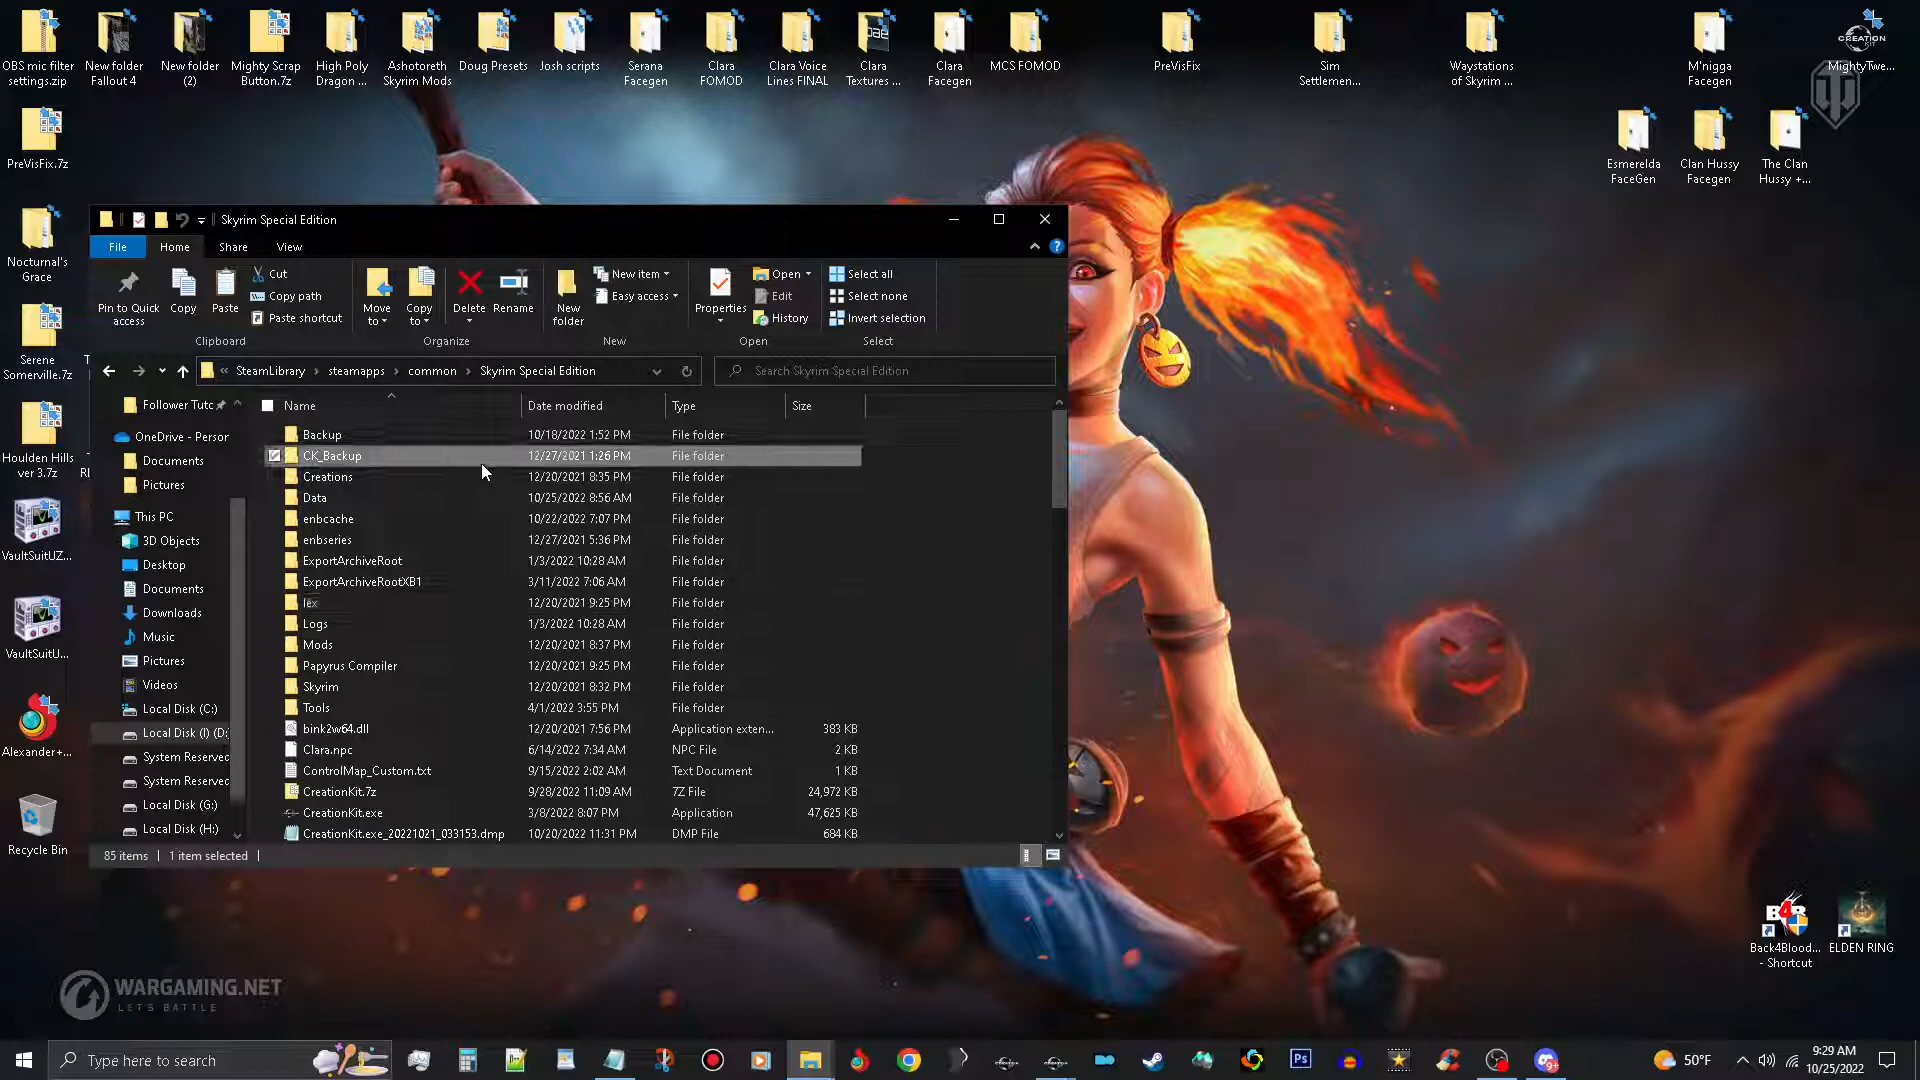 OBS mic filter
settings.zip
New folder
Fallout 4
New folder
(2)
Mighty Scrap
Button.7z
High Poly
Dragon ...
Ashotoreth
Skyrim Mods
Doug Presets
Josh scripts
Serana
Facegen
Clara
FOMOD
Clara Voice
Lines FINAL
Clara
Textures ...
Clara
Facegen
MCS FOMOD
PreVisFix
Sim
Settlemen...
Waystations
of Skyrim ...
M'nigga
Facegen
CREATION
KIT
MightyTwe...
PreVisFix.7z
Esmerelda
FaceGen
Clan Hussy
Facegen
The Clan
Hussy +...
Nocturnal's
Grace
Serene
Somerville.7z
Houlden Hills
ver 3.7z
VaultSuitUZ...
VaultSuitU...
Alexander+...
Recycle Bin
Skyrim Special Edition
File
Home
Share
View
Pin to Quick
access
Copy
Paste
Cut
Copy path
Paste shortcut
Clipboard
Move
to
Copy
to
Delete
Rename
Organize
New
folder
New item
Easy access
New
Properties
Open
Edit
History
Open
Select all
Select none
Invert selection
Select
« SteamLibrary > steamapps > common > Skyrim Special Edition
Search Skyrim Special Edition
Follower Tutc
OneDrive - Person
Documents
Pictures
This PC
3D Objects
Desktop
Documents
Downloads
Music
Pictures
Videos
Local Disk (C:)
Local Disk (I) (D:
System Reserved
System Reserved
Local Disk (G:)
Local Disk (H:)
Name Date modified Type Size
Backup 10/18/2022 1:52 PM File folder
CK_Backup 12/27/2021 1:26 PM File folder
Creations 12/20/2021 8:35 PM File folder
Data 10/25/2022 8:56 AM File folder
enbcache 10/22/2022 7:07 PM File folder
enbseries 12/27/2021 5:36 PM File folder
ExportArchiveRoot 1/3/2022 10:28 AM File folder
ExportArchiveRootXB1 3/11/2022 7:06 AM File folder
lex 12/20/2021 9:25 PM File folder
Logs 1/3/2022 10:28 AM File folder
Mods 12/20/2021 8:37 PM File folder
Papyrus Compiler 12/20/2021 9:25 PM File folder
Skyrim 12/20/2021 8:32 PM File folder
Tools 4/1/2022 3:55 PM File folder
bink2w64.dll 12/20/2021 7:56 PM Application exten... 383 KB
Clara.npc 6/14/2022 7:34 AM NPC File 2 KB
ControlMap_Custom.txt 9/15/2022 2:02 AM Text Document 1 KB
CreationKit.7z 9/28/2022 11:09 AM 7Z File 24,972 KB
CreationKit.exe 3/8/2022 8:07 PM Application 47,625 KB
CreationKit.exe_20221021_033153.dmp 10/20/2022 11:31 PM DMP File 684 KB
85 items 1 item selected
B4B
Back4Blood...
- Shortcut
ELDEN RING
WARGAMING.NET
LET'S BATTLE
Type here to search
Ps
9+
50°F
9:29 AM
10/25/2022